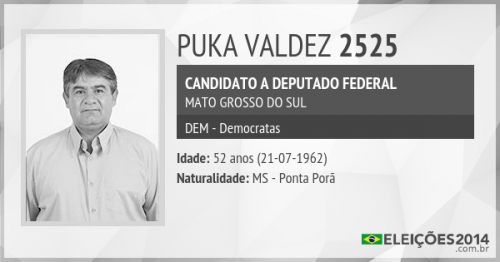 PUKA VALDEZ 2525
CANDIDATO A DEPUTADO FEDERAL
MATO GROSSO DO SUL
DEM - Democratas
Idade: 52 anos (21-07-1962)
Naturalidade: MS - Ponta Porã
ELEIÇÕES2014
.com.br